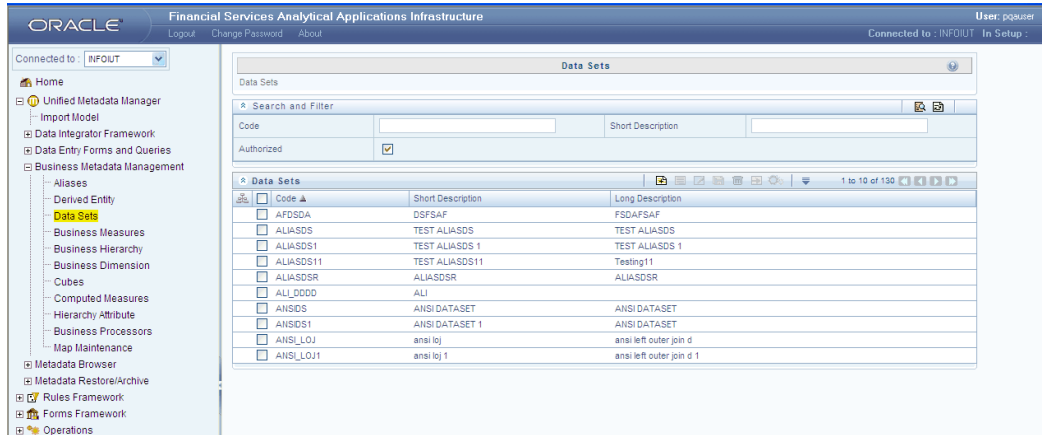 ORACLE
Financial Services Analytical Applications Infrastructure
User: pqauser
Logout Change Password About
Connected to : INFOIUT In Setup :
Connected to : INFOIUT
Home
Unified Metadata Manager
Import Model
Data Integrator Framework
Data Entry Forms and Queries
Business Metadata Management
Aliases
Derived Entity
Data Sets
Business Measures
Business Hierarchy
Business Dimension
Cubes
Computed Measures
Hierarchy Attribute
Business Processors
Map Maintenance
Metadata Browser
Metadata Restore/Archive
Rules Framework
Forms Framework
Operations
Data Sets
Data Sets
Search and Filter
Code Short Description
Authorized
Data Sets 1 to 10 of 130
Code Short Description Long Description
AFDSDA DSFSAF FSDAFSAF
ALIASDS TEST ALIASDS TEST ALIASDS
ALIASDS1 TEST ALIASDS 1 TEST ALIASDS 1
ALIASDS11 TEST ALIASDS11 Testing11
ALIASDSR ALIASDSR ALIASDSR
ALI_DDDD ALI
ANSIDS ANSI DATASET ANSI DATASET
ANSIDS1 ANSI DATASET 1 ANSI DATASET
ANSI_LOJ ansi loj ansi left outer join d
ANSI_LOJ1 ansi loj 1 ansi left outer join d 1